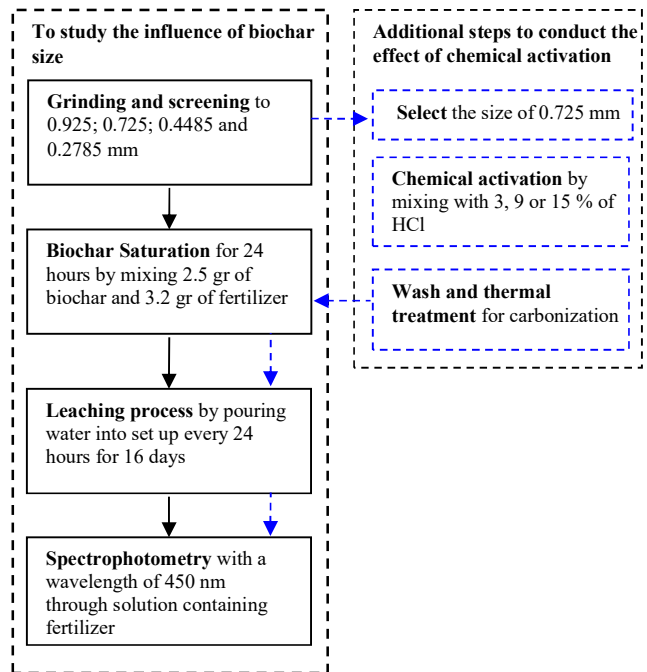 To study the influence of biochar
size
Grinding and screening to
0.925; 0.725; 0.4485 and
0.2785 mm
Biochar Saturation for 24
hours by mixing 2.5 gr of
biochar and 3.2 gr of fertilizer
Leaching process by pouring
water into set up every 24
hours for 16 days
Spectrophotometry with a
wavelength of 450 nm
through solution containing
fertilizer
Additional steps to conduct the
effect of chemical activation
Select the size of 0.725 mm
Chemical activation by
mixing with 3, 9 or 15 % of
HCl
Wash and thermal
treatment for carbonization